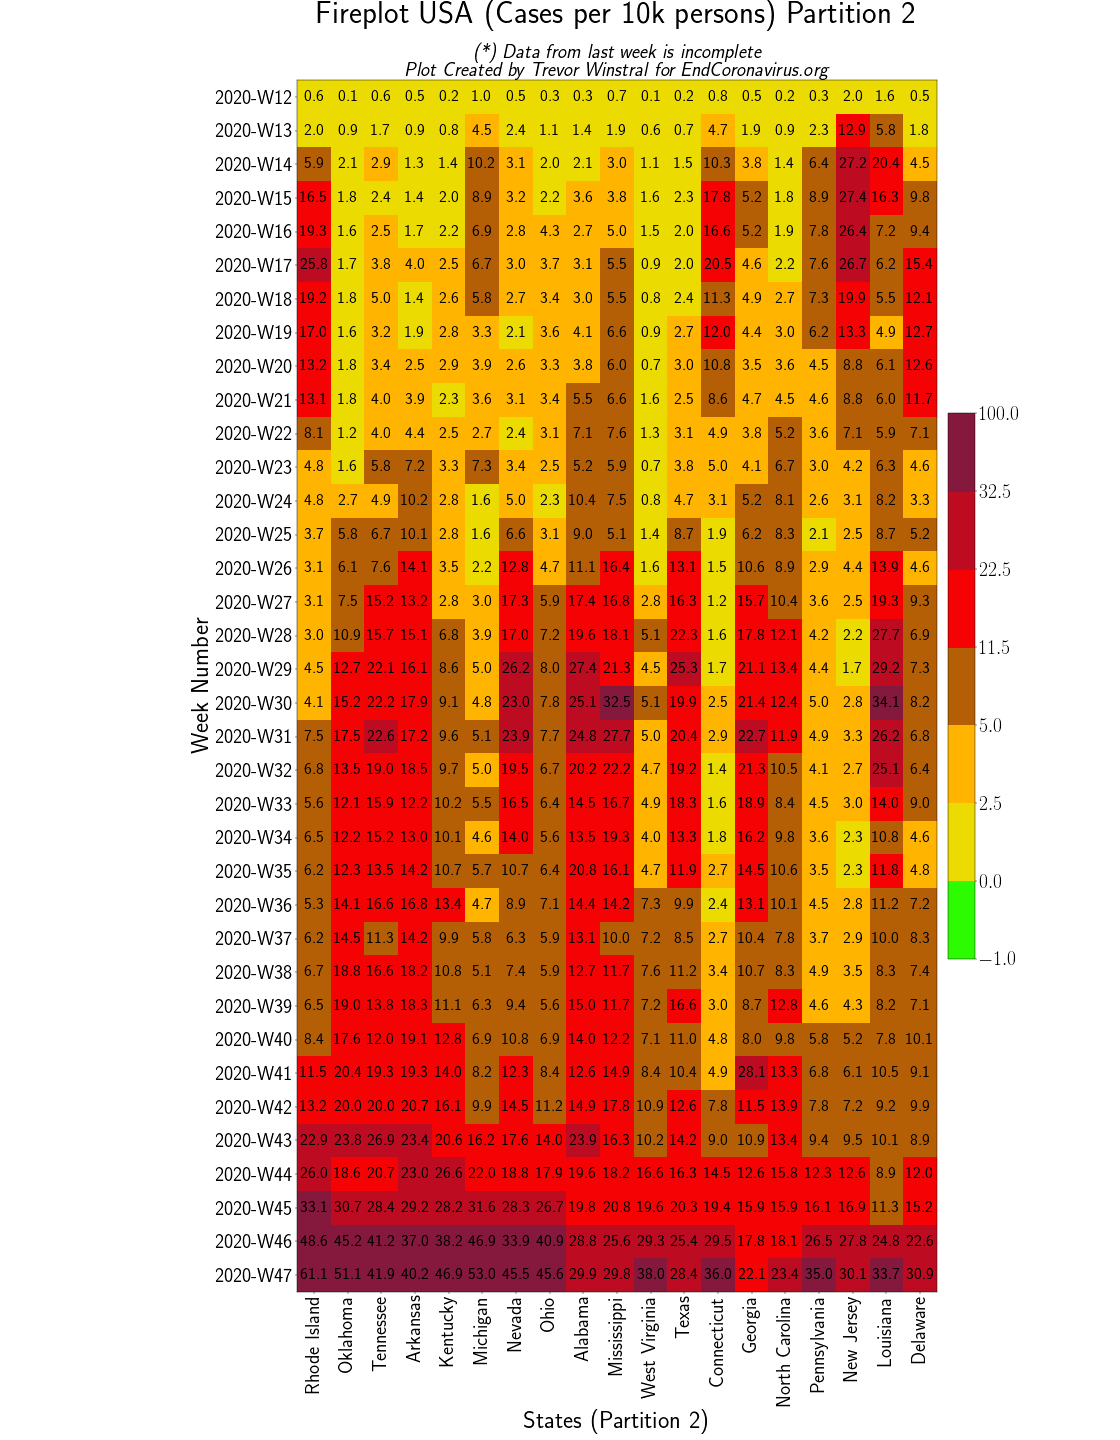 Fireplot USA (Cases per 10k persons) Partition 2
(*) Data from last week is incomplete
Plot Created by Trevor Winstral for EndCoronavirus.org
2020-W12 0.6 0.1 0.6 0.5 0.2 1.0 0.5 0.3 0.3 0.7 0.1 0.2 0.8 0.5 0.2 0.3 2.0 1.6 0.5
2020-W13 2.0 0.9 1.7 0.9 0.8 4.5 2.4 1.1 1.4 1.9 0.6 0.7 4.7 1.9 0.9 2.3 12.9 5.8 1.8
2020-W14 5.9 2.1 2.9 1.3 1.4 10.2 3.1 2.0 2.1 3.0 1.1 1.5 10.3 3.8 1.4 6.4 27.2 20.4 4.5
2020-W15 16.5 1.8 2.4 1.4 2.0 8.9 3.2 2.2 3.6 3.8 1.6 2.3 17.8 5.2 1.8 8.9 27.4 16.3 9.8
2020-W16 19.3 1.6 2.5 1.7 2.2 6.9 2.8 4.3 2.7 5.0 1.5 2.0 16.6 5.2 1.9 7.8 26.4 7.2 9.4
2020-W17 25.8 1.7 3.8 4.0 2.5 6.7 3.0 3.7 3.1 5.5 0.9 2.0 20.5 4.6 2.2 7.6 26.7 6.2 15.4
2020-W18 19.2 1.8 5.0 1.4 2.6 5.8 2.7 3.4 3.0 5.5 0.8 2.4 11.3 4.9 2.7 7.3 19.9 5.5 12.1
2020-W19 17.0 1.6 3.2 1.9 2.8 3.3 2.1 3.6 4.1 6.6 0.9 2.7 12.0 4.4 3.0 6.2 13.3 4.9 12.7
2020-W20 13.2 1.8 3.4 2.5 2.9 3.9 2.6 3.3 3.8 6.0 0.7 3.0 10.8 3.5 3.6 4.5 8.8 6.1 12.6
2020-W21 13.1 1.8 4.0 3.9 2.3 3.6 3.1 3.4 5.5 6.6 1.6 2.5 8.6 4.7 4.5 4.6 8.8 6.0 11.7
2020-W22 8.1 1.2 4.0 4.4 2.5 2.7 2.4 3.1 7.1 7.6 1.3 3.1 4.9 3.8 5.2 3.6 7.1 5.9 7.1
2020-W23 4.8 1.6 5.8 7.2 3.3 7.3 3.4 2.5 5.2 5.9 0.7 3.8 5.0 4.1 6.7 3.0 4.2 6.3 4.6
2020-W24 4.8 2.7 4.9 10.2 2.8 1.6 5.0 2.3 10.4 7.5 0.8 4.7 3.1 5.2 8.1 2.6 3.1 8.2 3.3
2020-W25 3.7 5.8 6.7 10.1 2.8 1.6 6.6 3.1 9.0 5.1 1.4 8.7 1.9 6.2 8.3 2.1 2.5 8.7 5.2
2020-W26 3.1 6.1 7.6 14.1 3.5 2.2 12.8 4.7 11.1 16.4 1.6 13.1 1.5 10.6 8.9 2.9 4.4 13.9 4.6
2020-W27 3.1 7.5 15.2 13.2 2.8 3.0 17.3 5.9 17.4 16.8 2.8 16.3 1.2 15.7 10.4 3.6 2.5 19.3 9.3
2020-W28 3.0 10.9 15.7 15.1 6.8 3.9 17.0 7.2 19.6 18.1 5.1 22.3 1.6 17.8 12.1 4.2 2.2 27.7 6.9
2020-W29 4.5 12.7 22.1 16.1 8.6 5.0 26.2 8.0 27.4 21.3 4.5 25.3 1.7 21.1 13.4 4.4 1.7 29.2 7.3
2020-W30 4.1 15.2 22.2 17.9 9.1 4.8 23.0 7.8 25.1 32.5 5.1 19.9 2.5 21.4 12.4 5.0 2.8 34.1 8.2
2020-W31 7.5 17.5 22.6 17.2 9.6 5.1 23.9 7.7 24.8 27.7 5.0 20.4 2.9 22.7 11.9 4.9 3.3 26.2 6.8
2020-W32 6.8 13.5 19.0 18.5 9.7 5.0 19.5 6.7 20.2 22.2 4.7 19.2 1.4 21.3 10.5 4.1 2.7 25.1 6.4
2020-W33 5.6 12.1 15.9 12.2 10.2 5.5 16.5 6.4 14.5 16.7 4.9 18.3 1.6 18.9 8.4 4.5 3.0 14.0 9.0
2020-W34 6.5 12.2 15.2 13.0 10.1 4.6 14.0 5.6 13.5 19.3 4.0 13.3 1.8 16.2 9.8 3.6 2.3 10.8 4.6
2020-W35 6.2 12.3 13.5 14.2 10.7 5.7 10.7 6.4 20.8 16.1 4.7 11.9 2.7 14.5 10.6 3.5 2.3 11.8 4.8
2020-W36 5.3 14.1 16.6 16.8 13.4 4.7 8.9 7.1 14.4 14.2 7.3 9.9 2.4 13.1 10.1 4.5 2.8 11.2 7.2
2020-W37 6.2 14.5 11.3 14.2 9.9 5.8 6.3 5.9 13.1 10.0 7.2 8.5 2.7 10.4 7.8 3.7 2.9 10.0 8.3
2020-W38 6.7 18.8 16.6 18.2 10.8 5.1 7.4 5.9 12.7 11.7 7.6 11.2 3.4 10.7 8.3 4.9 3.5 8.3 7.4
2020-W39 6.5 19.0 13.8 18.3 11.1 6.3 9.4 5.6 15.0 11.7 7.2 16.6 3.0 8.7 12.8 4.6 4.3 8.2 7.1
2020-W40 8.4 17.6 12.0 19.1 12.8 6.9 10.8 6.9 14.0 12.2 7.1 11.0 4.8 8.0 9.8 5.8 5.2 7.8 10.1
2020-W41 11.5 20.4 19.3 19.3 14.0 8.2 12.3 8.4 12.6 14.9 8.4 10.4 4.9 28.1 13.3 6.8 6.1 10.5 9.1
2020-W42 13.2 20.0 20.0 20.7 16.1 9.9 14.5 11.2 14.9 17.8 10.9 12.6 7.8 11.5 13.9 7.8 7.2 9.2 9.9
2020-W43 22.9 23.8 26.9 23.4 20.6 16.2 17.6 14.0 23.9 16.3 10.2 14.2 9.0 10.9 13.4 9.4 9.5 10.1 8.9
2020-W44 26.0 18.6 20.7 23.0 26.6 22.0 18.8 17.9 19.6 18.2 16.6 16.3 14.5 12.6 15.8 12.3 12.6 8.9 12.0
2020-W45 33.1 30.7 28.4 29.2 28.2 31.6 28.3 26.7 19.8 20.8 19.6 20.3 19.4 15.9 15.9 16.1 16.9 11.3 15.2
2020-W46 48.6 45.2 41.2 37.0 38.2 46.9 33.9 40.9 28.8 25.6 29.3 25.4 29.5 17.8 18.1 26.5 27.8 24.8 22.6
2020-W47 61.1 51.1 41.9 40.2 46.9 53.0 45.5 45.6 29.9 29.8 38.0 28.4 36.0 22.1 23.4 35.0 30.1 33.7 30.9
Week Number
Rhode Island
Oklahoma
Tennessee
Arkansas
Kentucky
Michigan
Nevada
Ohio
Alabama
Mississippi
West Virginia
Texas
Connecticut
Georgia
North Carolina
Pennsylvania
New Jersey
Louisiana
Delaware
States (Partition 2)
100.0
32.5
22.5
11.5
5.0
2.5
0.0
−1.0